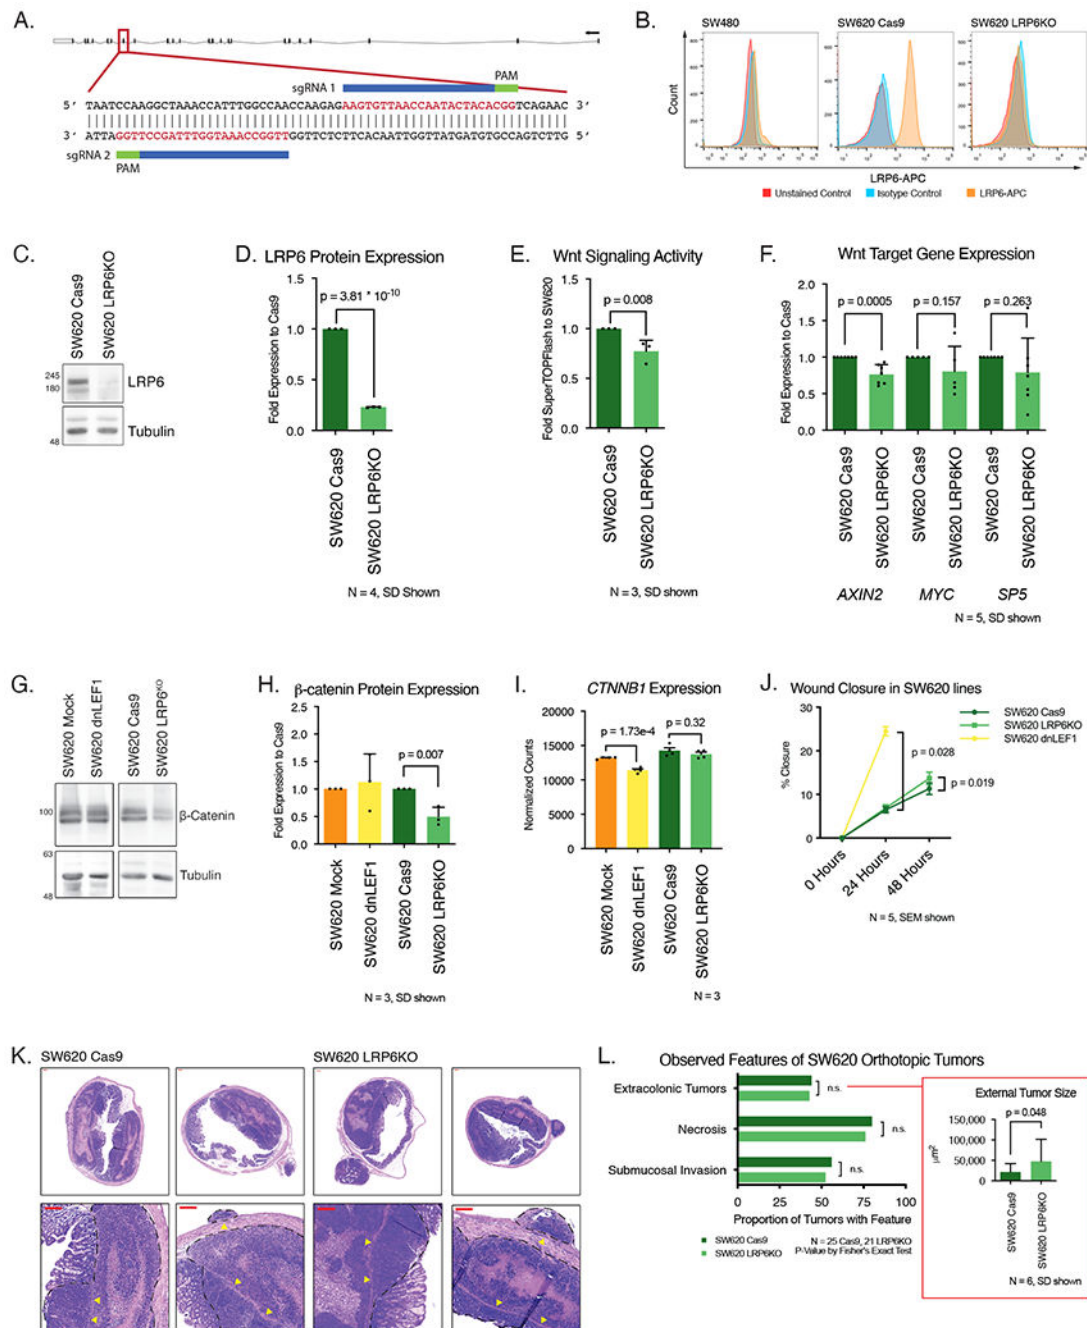 A.
sgRNA 1
PAM
5' TAATCCAAGGCTAAACCATTTGGCCAACCAAGAGAAGTGTTAACCAATACTACACGGTCAGAAC 3'
3' ATTAGGTTCCGATTTGGTAAACCGGTTGGTTCTCTTCACAATTGGTTATGATGTGCCAGTCTTG 5'
sgRNA 2
PAM
B.
SW480
SW620 Cas9
SW620 LRP6KO
Count
LRP6-APC
Unstained Control
Isotype Control
LRP6-APC
C.
SW620 Cas9
SW620 LRP6KO
245
180
LRP6
48
Tubulin
D. LRP6 Protein Expression
p = 3.81 * 10-10
Fold Expression to Cas9
1.5
1.0
0.5
0.0
SW620 Cas9
SW620 LRP6KO
N = 4, SD Shown
E. Wnt Signaling Activity
p = 0.008
Fold SuperTOPFlash to SW620
1.5
1.0
0.5
0.0
SW620 Cas9
SW620 LRP6KO
N = 3, SD shown
F. Wnt Target Gene Expression
p = 0.0005
p = 0.157
p = 0.263
Fold Expression to Cas9
2.0
1.5
1.0
0.5
0.0
SW620 Cas9
SW620 LRP6KO
SW620 Cas9
SW620 LRP6KO
SW620 Cas9
SW620 LRP6KO
AXIN2
MYC
SP5
N = 5, SD shown
G.
SW620 Mock
SW620 dnLEF1
SW620 Cas9
SW620 LRP6KO
100
β-Catenin
63
48
Tubulin
H. β-catenin Protein Expression
p = 0.007
Fold Expression to Cas9
2.5
2.0
1.5
1.0
0.5
0.0
SW620 Mock
SW620 dnLEF1
SW620 Cas9
SW620 LRP6KO
N = 3, SD shown
I. CTNNB1 Expression
p = 1.73e-4
p = 0.32
Normalized Counts
20000
15000
10000
5000
0
SW620 Mock
SW620 dnLEF1
SW620 Cas9
SW620 LRP6KO
N = 3
J. Wound Closure in SW620 lines
SW620 Cas9
SW620 LRP6KO
SW620 dnLEF1
% Closure
30
20
10
0
p = 0.028
p = 0.019
0 Hours
24 Hours
48 Hours
N = 5, SEM shown
K.
SW620 Cas9
SW620 LRP6KO
L. Observed Features of SW620 Orthotopic Tumors
Extracolonic Tumors
n.s.
Necrosis
n.s.
Submucosal Invasion
n.s.
0
25
50
75
100
Proportion of Tumors with Feature
SW620 Cas9
SW620 LRP6KO
N = 25 Cas9, 21 LRP6KO
P-Value by Fisher's Exact Test
External Tumor Size
p = 0.048
μm2
150,000
100,000
50,000
0
SW620 Cas9
SW620 LRP6KO
N = 6, SD shown